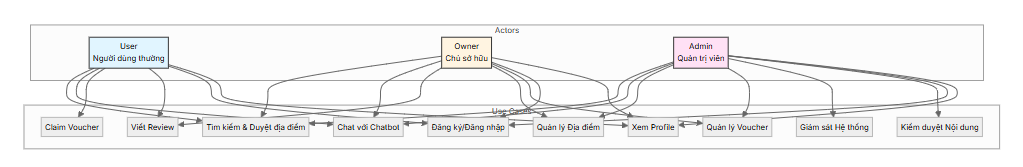 Actors
User
Người dùng thường
Owner
Chủ sở hữu
Admin
Quản trị viên
Use Cases
Claim Voucher
Viết Review
Tìm kiếm & Duyệt địa điểm
Chat với Chatbot
Đăng ký/Đăng nhập
Quản lý Địa điểm
Xem Profile
Quản lý Voucher
Giám sát Hệ thống
Kiểm duyệt Nội dung